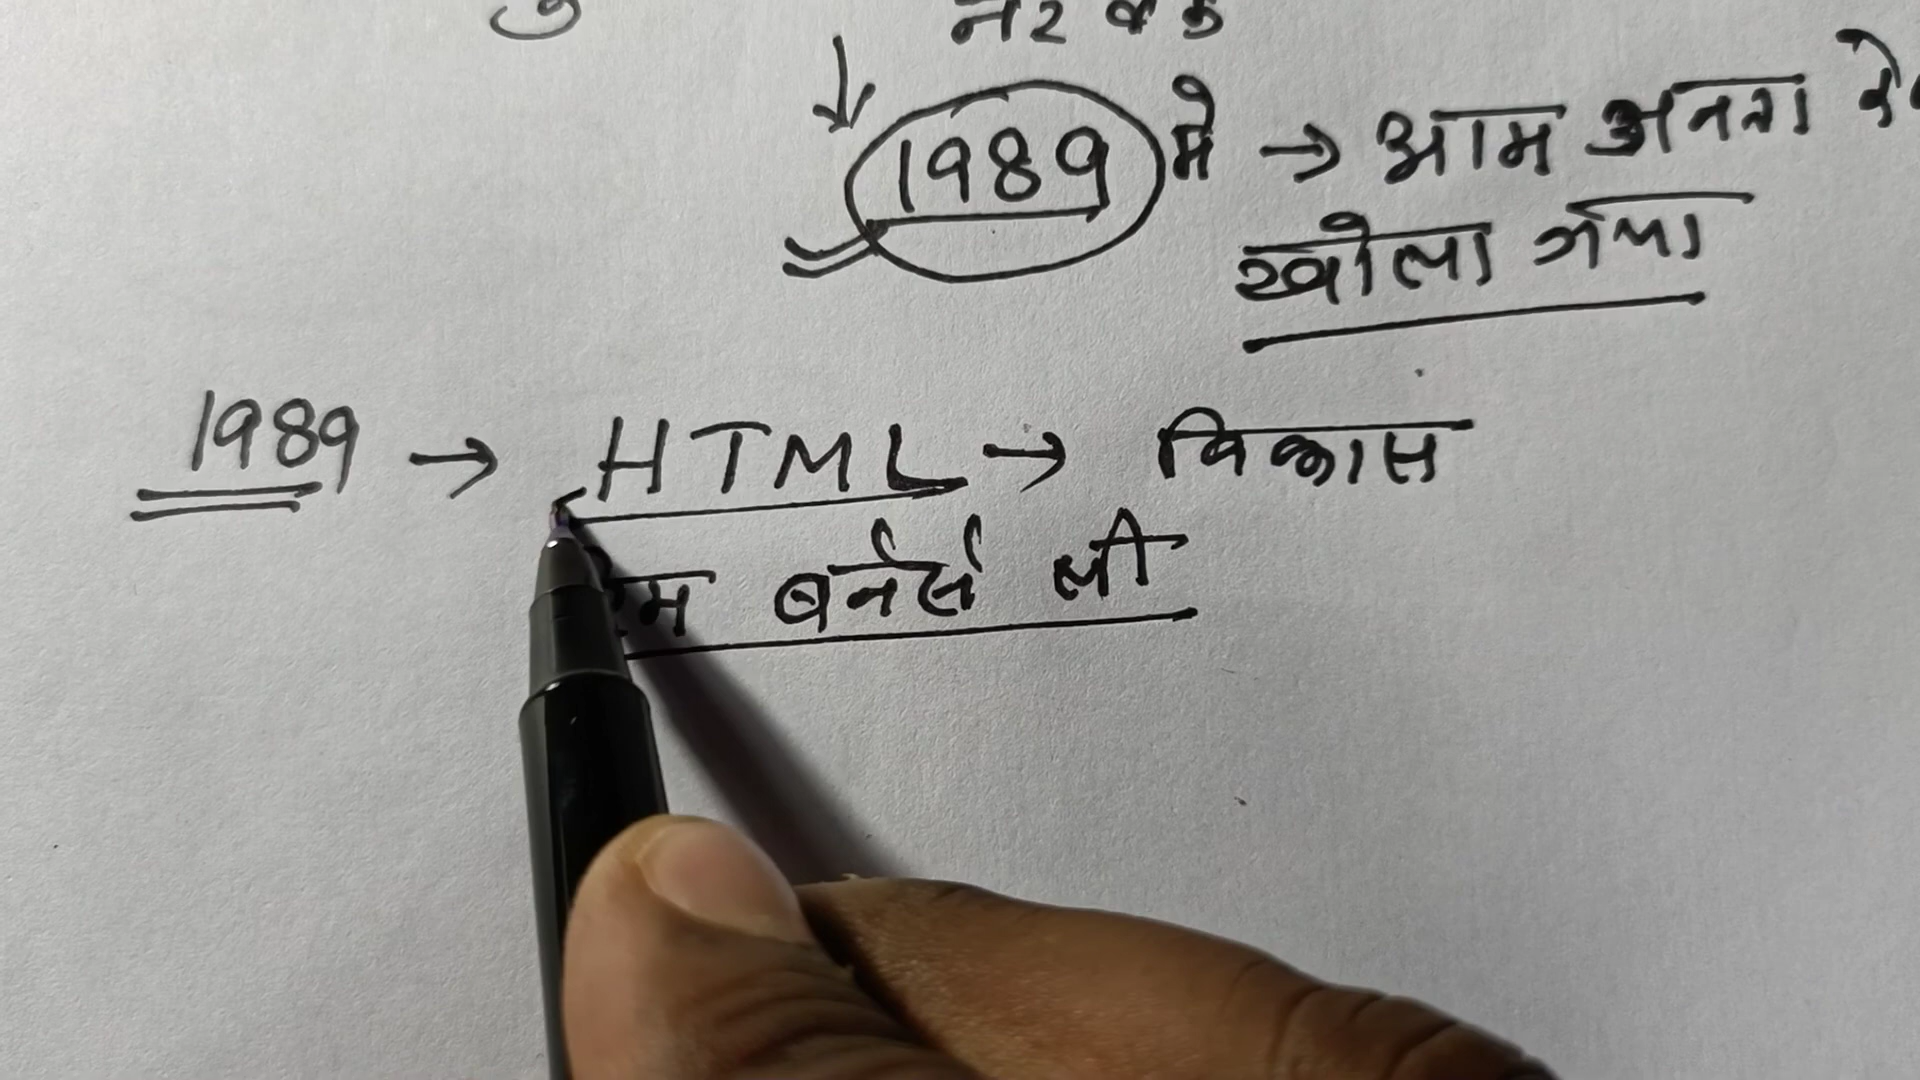 1989 मे → आम जनता के
खोला गया
1989 → HTML → विकास
बर्नर्स ली